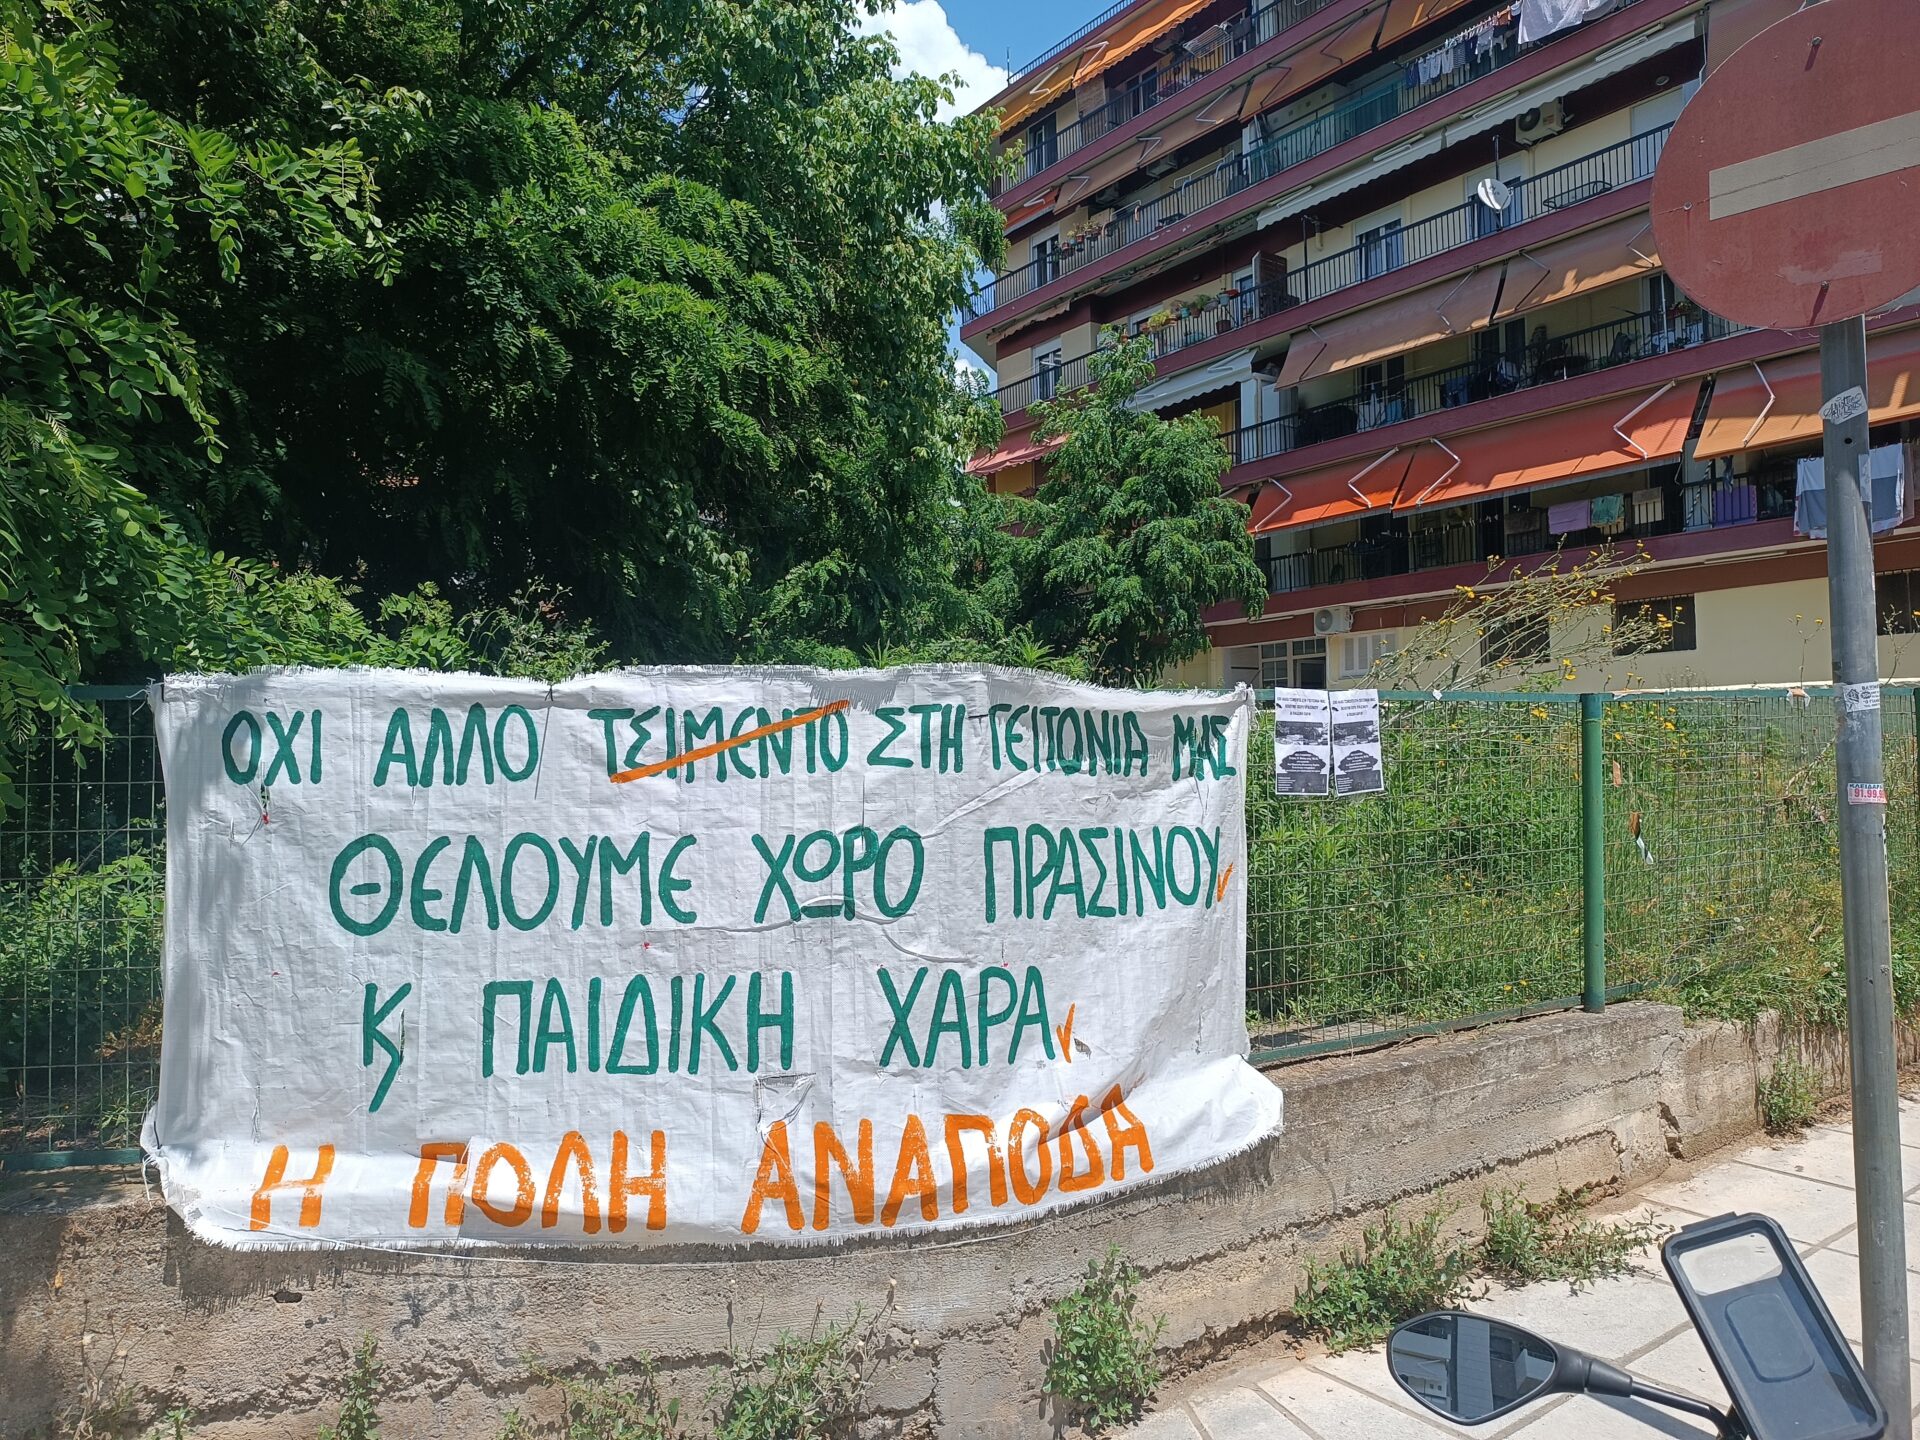 ΟΧΙ ΑΛΛΟ ΤΣΙΜΕΝΤΟ ΣΤΗ ΓΕΙΤΟΝΙΑ ΜΑΣ
ΘΕΛΟΥΜΕ ΧΩΡΟ ΠΡΑΣΙΝΟΥ
Κ ΠΑΙΔΙΚΗ ΧΑΡΑ
Η ΠΟΛΗ ΑΝΑΠΟΔΑ